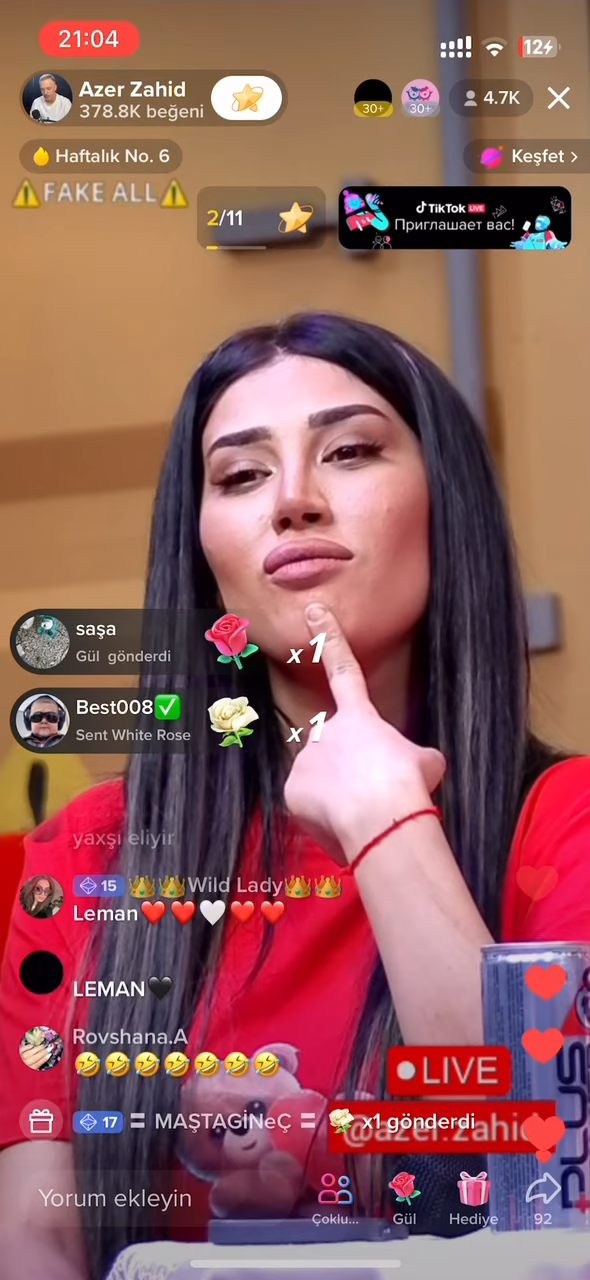 21:04
12
Azer Zahid
378.8K beğeni
30+
30+
4.7K
Haftalık No. 6
Keşfet >
⚠️FAKE ALL⚠️
2/11
TikTok LIVE
Приглашает вас!
saşa
Gül gönderdi
x1
Best008✅
Sent White Rose
x1
yaxşı eliyir
15 👑👑Wild Lady👑👑
Leman❤️❤️🤍❤️❤️
LEMAN🖤
Rovshana.A
🤣🤣🤣🤣🤣🤣🤣
LIVE
17 = MAŞTAGİNeÇ = x1 gönderdi
@azer.zahid
PLUS
Yorum ekleyin
Çoklu...
Gül
Hediye
92